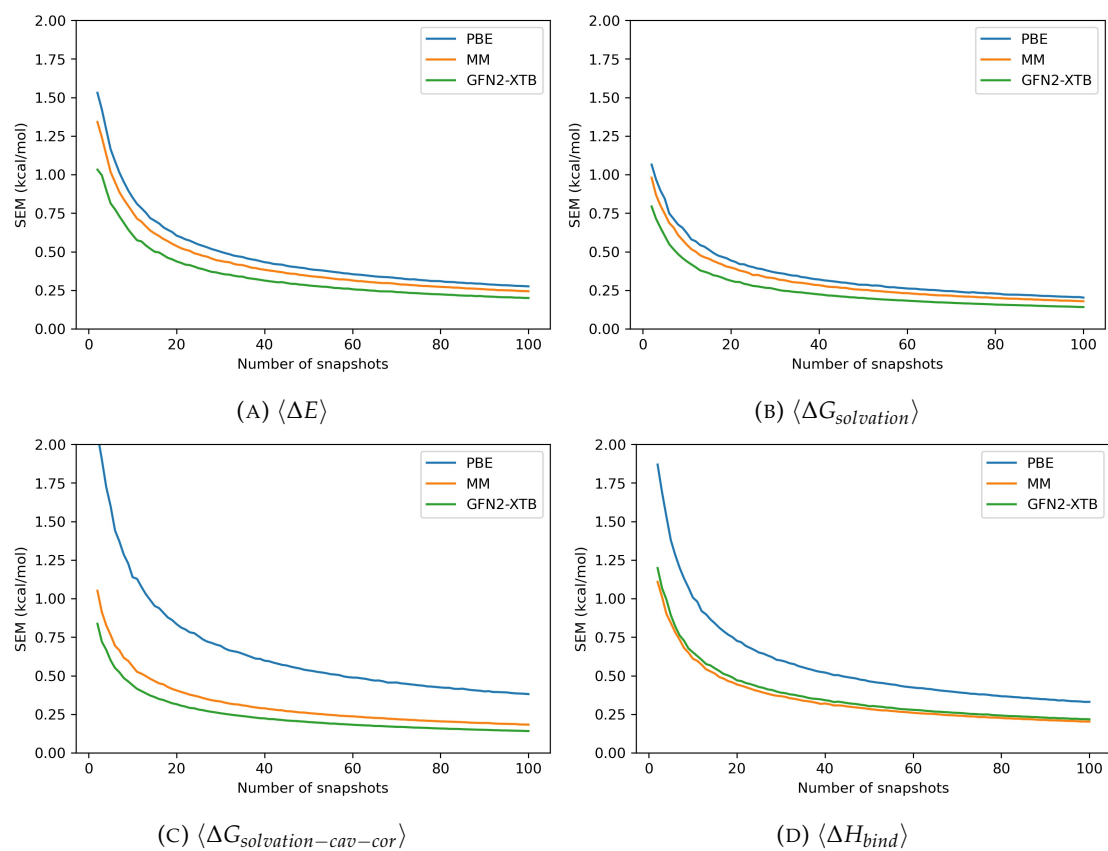 2.00
1.75
1.50
1.25
1.00
0.75
0.50
0.25
0.00
SEM (kcal/mol)
PBE
MM
GFN2-XTB
0 20 40 60 80 100
Number of snapshots
(A) ⟨ΔE⟩
2.00
1.75
1.50
1.25
1.00
0.75
0.50
0.25
0.00
SEM (kcal/mol)
PBE
MM
GFN2-XTB
0 20 40 60 80 100
Number of snapshots
(B) ⟨ΔG_{solvation}⟩
2.00
1.75
1.50
1.25
1.00
0.75
0.50
0.25
0.00
SEM (kcal/mol)
PBE
MM
GFN2-XTB
0 20 40 60 80 100
Number of snapshots
(C) ⟨ΔG_{solvation−cav−cor}⟩
2.00
1.75
1.50
1.25
1.00
0.75
0.50
0.25
0.00
SEM (kcal/mol)
PBE
MM
GFN2-XTB
0 20 40 60 80 100
Number of snapshots
(D) ⟨ΔH_{bind}⟩